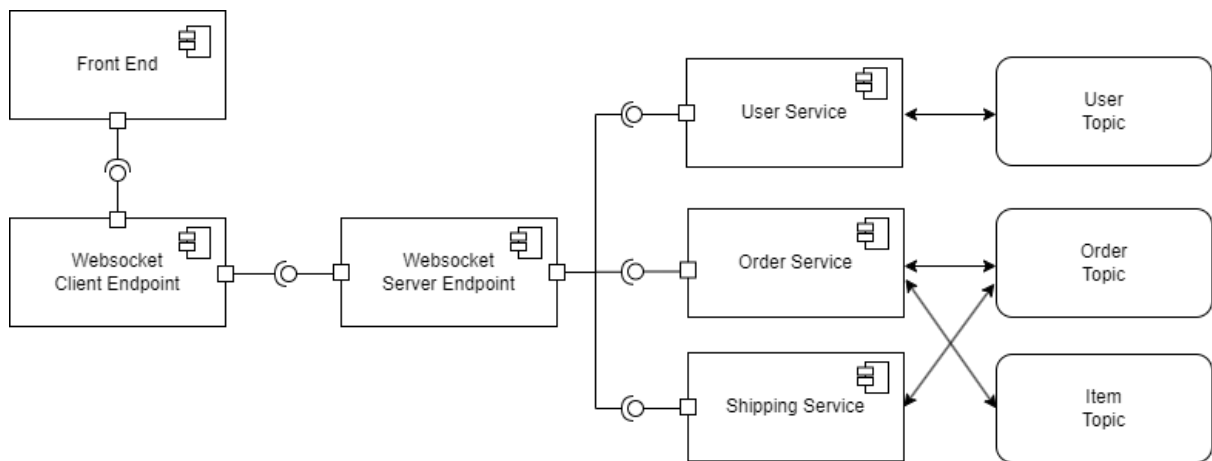 Front End
Websocket
Client Endpoint
Websocket
Server Endpoint
User Service
User
Topic
Order Service
Order
Topic
Shipping Service
Item
Topic